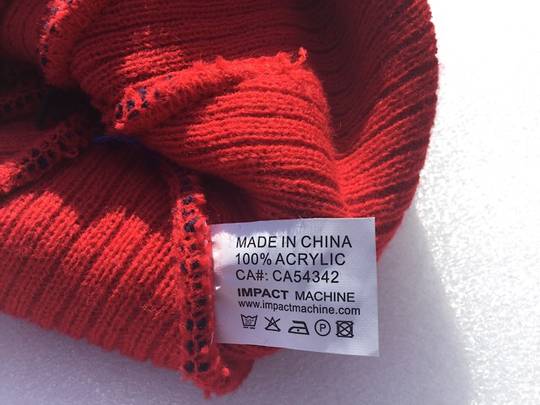 MADE IN CHINA
100% ACRYLIC
CA#: CA54342
IMPACT MACHINE
www.impactmachine.com
P